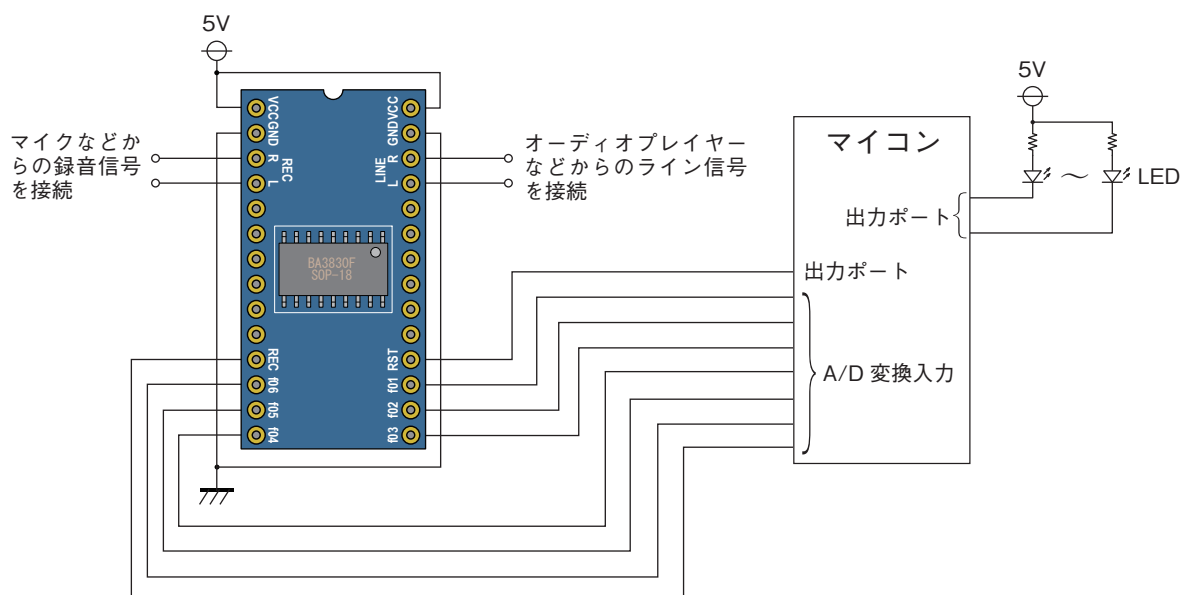 5V
マイクなどか
らの録音信号
を接続
VCC
GND
R
L
REC
VCC
GND
R
L
LINE
オーディオプレイヤー
などからのライン信号
を接続
BA3830F
SOP-18
REC
f06
f05
f04
RST
f01
f02
f03
マイコン
出力ポート
出力ポート
A/D 変換入力
5V
～
LED